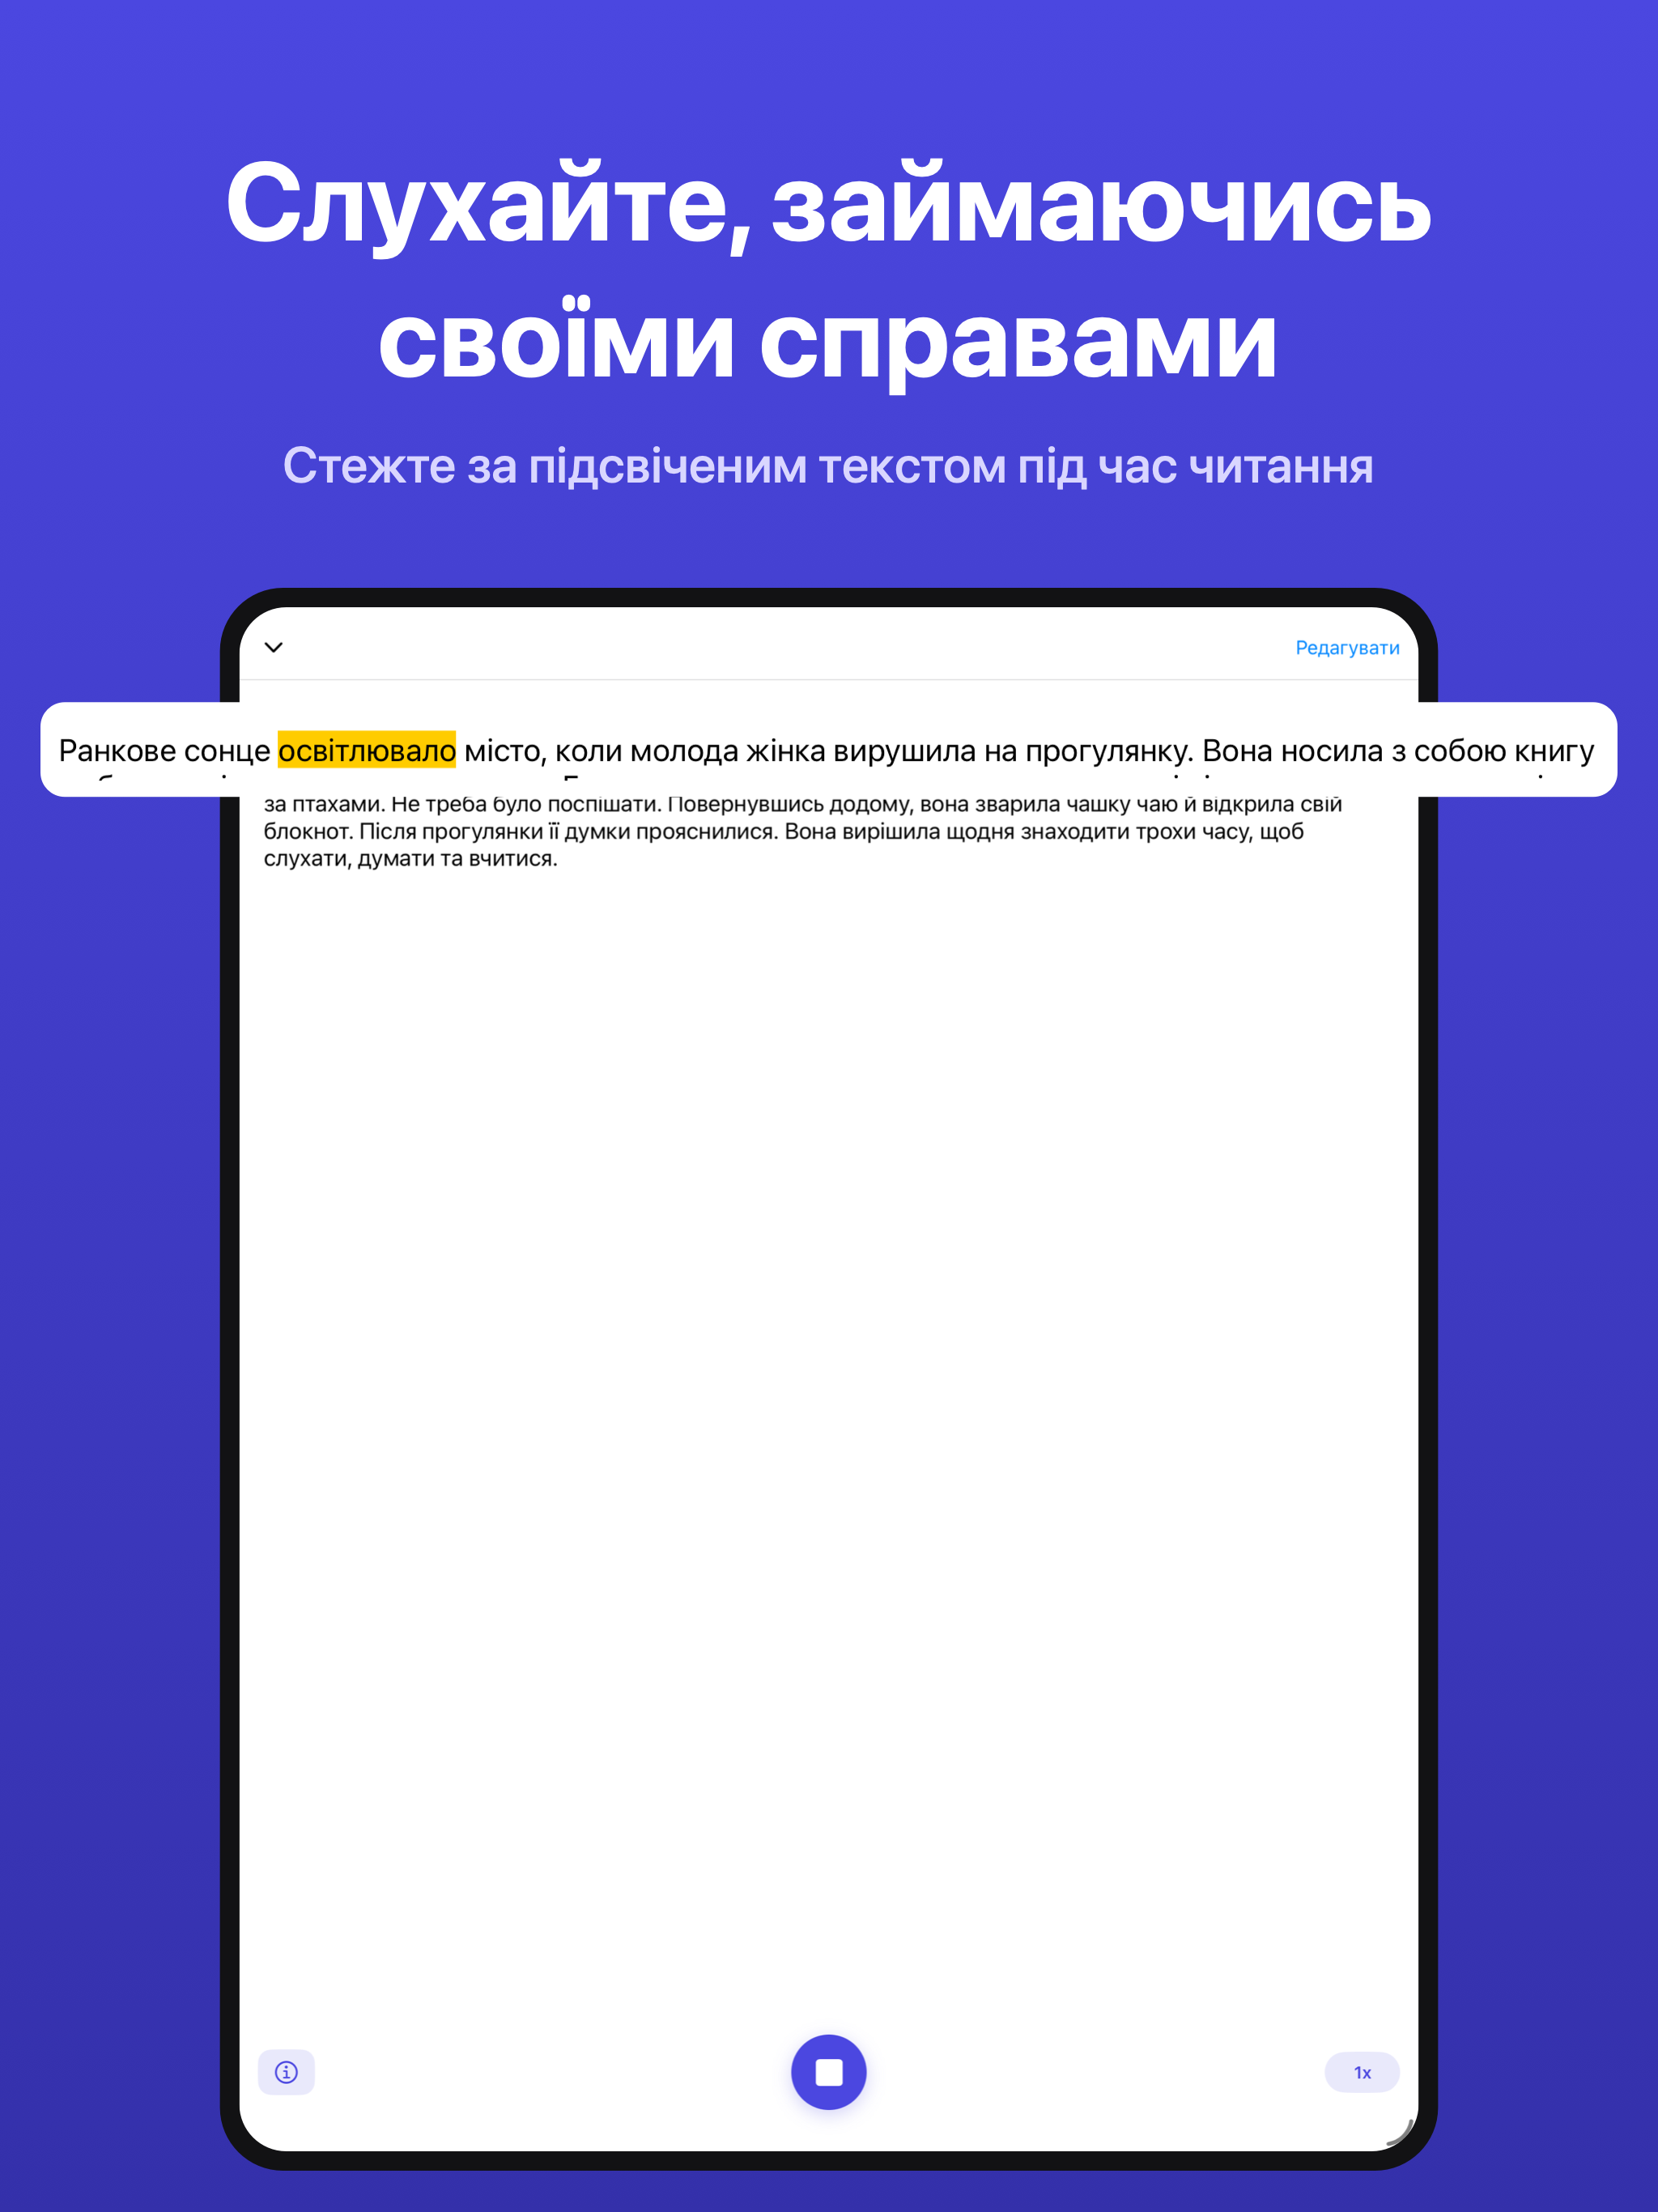 Слухайте, займаючись
своїми справами
Стежте за підсвіченим текстом під час читання
Редагувати
Ранкове сонце освітлювало місто, коли молода жінка вирушила на прогулянку. Вона носила з собою книгу
за птахами. Не треба було поспішати. Повернувшись додому, вона зварила чашку чаю й відкрила свій
блокнот. Після прогулянки її думки прояснилися. Вона вирішила щодня знаходити трохи часу, щоб
слухати, думати та вчитися.
1x